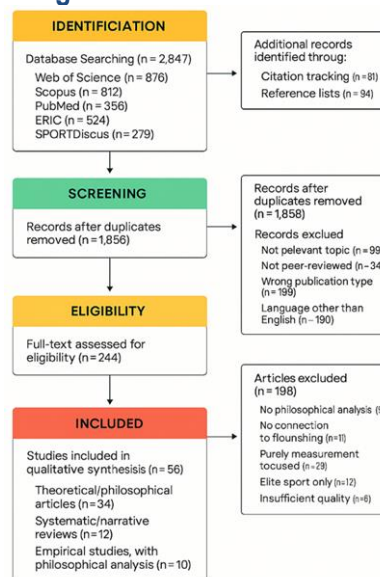 IDENTIFICIATION
Database Searching (n = 2,847)
Web of Science (n = 876)
Scopus (n = 812)
PubMed (n = 356)
ERIC (n = 524)
SPORTDiscus (n = 279)
Additional records
identified throug:
Citation tracking (n=81)
Reference lists (n = 94)
SCREENING
Records after duplicates
removed (n = 1,856)
Records after
duplicates removed
(n = 1,858)
Records exclued
Not pelevant topic (n = 99
Not peer-reviewed (n-34
Wrong publication type
(n = 199)
Language other than
English (n-190)
ELIGIBILITY
Full-text assessed for
eligibility (n = 244)
Articles excluded
(n = 198)
No philosophical analysis
No connection
to flounshing (n=11)
Purely measurement
tocused (n = 29)
Elite sport only (n=12)
Insufficient quality (n=6)
INCLUDED
Studies included in
qualitative synthesisis (n = 56)
Theoretical/philosophical
articles (n = 34)
Systematic/narrative
reviews (n = 12)
Empirical studies, with
philosophical analysis (n = 10)